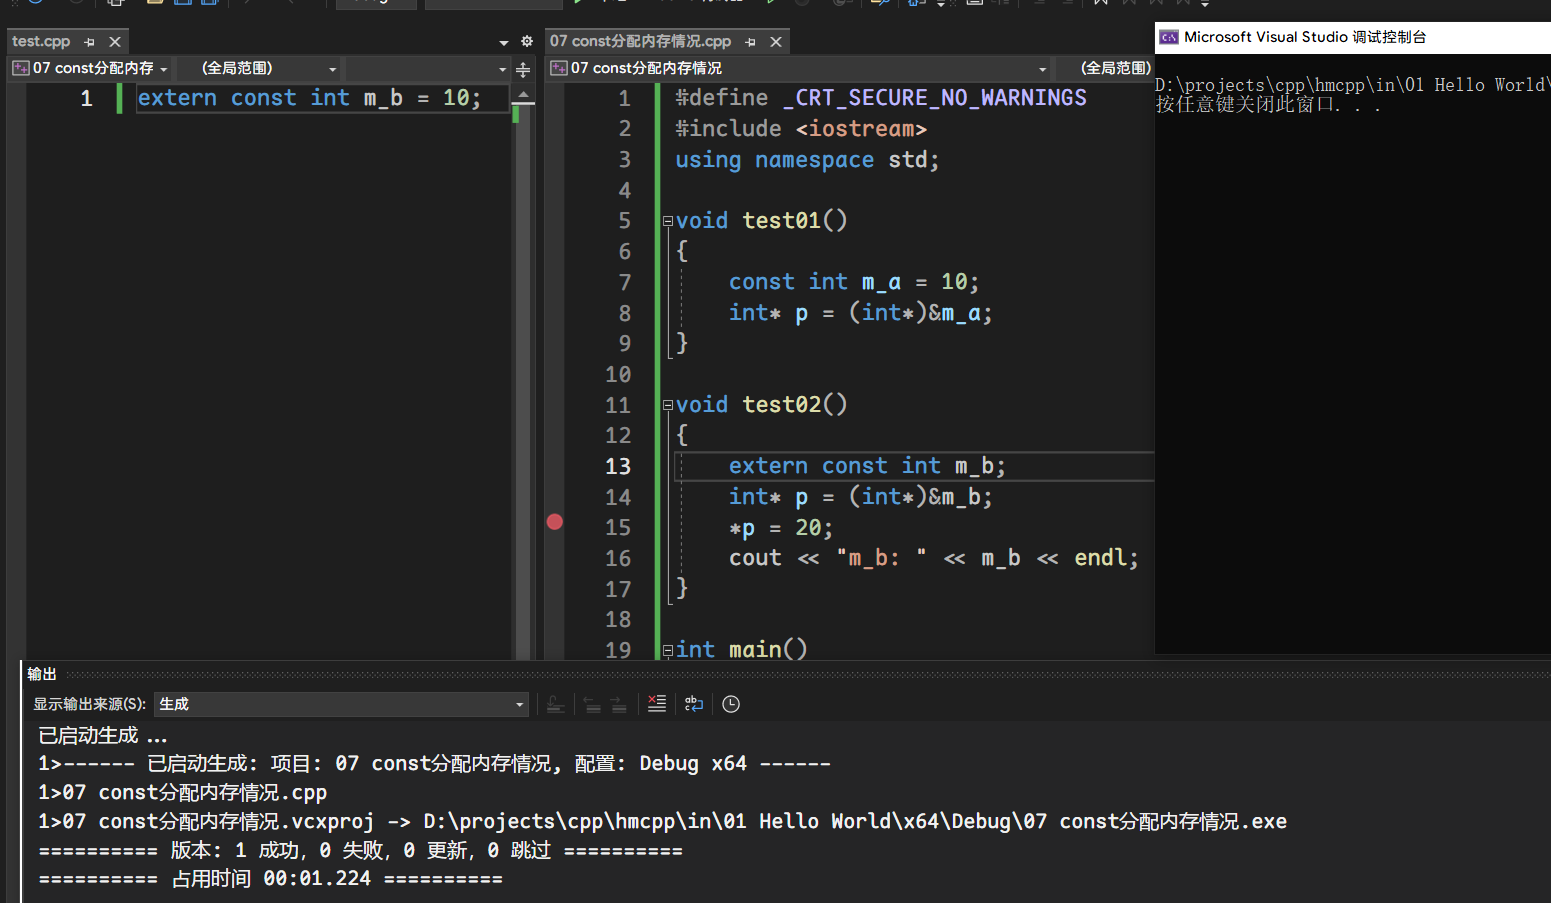 test.cpp
07 const分配内存情况.cpp
Microsoft Visual Studio 调试控制台
07 const分配内存
(全局范围)
07 const分配内存情况
(全局范围)
1 extern const int m_b = 10;
1 #define _CRT_SECURE_NO_WARNINGS
2 #include <iostream>
3 using namespace std;
4
5 void test01()
6 {
7 const int m_a = 10;
8 int* p = (int*)&m_a;
9 }
10
11 void test02()
12 {
13 extern const int m_b;
14 int* p = (int*)&m_b;
15 *p = 20;
16 cout << "m_b: " << m_b << endl;
17 }
18
19 int main()
D:\projects\cpp\hmcpp\in\01 Hello World\
按任意键关闭此窗口. . .
输出
显示输出来源(S): 生成
已启动生成 ...
1>------ 已启动生成: 项目: 07 const分配内存情况, 配置: Debug x64 ------
1>07 const分配内存情况.cpp
1>07 const分配内存情况.vcxproj -> D:\projects\cpp\hmcpp\in\01 Hello World\x64\Debug\07 const分配内存情况.exe
========== 版本: 1 成功, 0 失败, 0 更新, 0 跳过 ==========
========== 占用时间 00:01.224 ==========